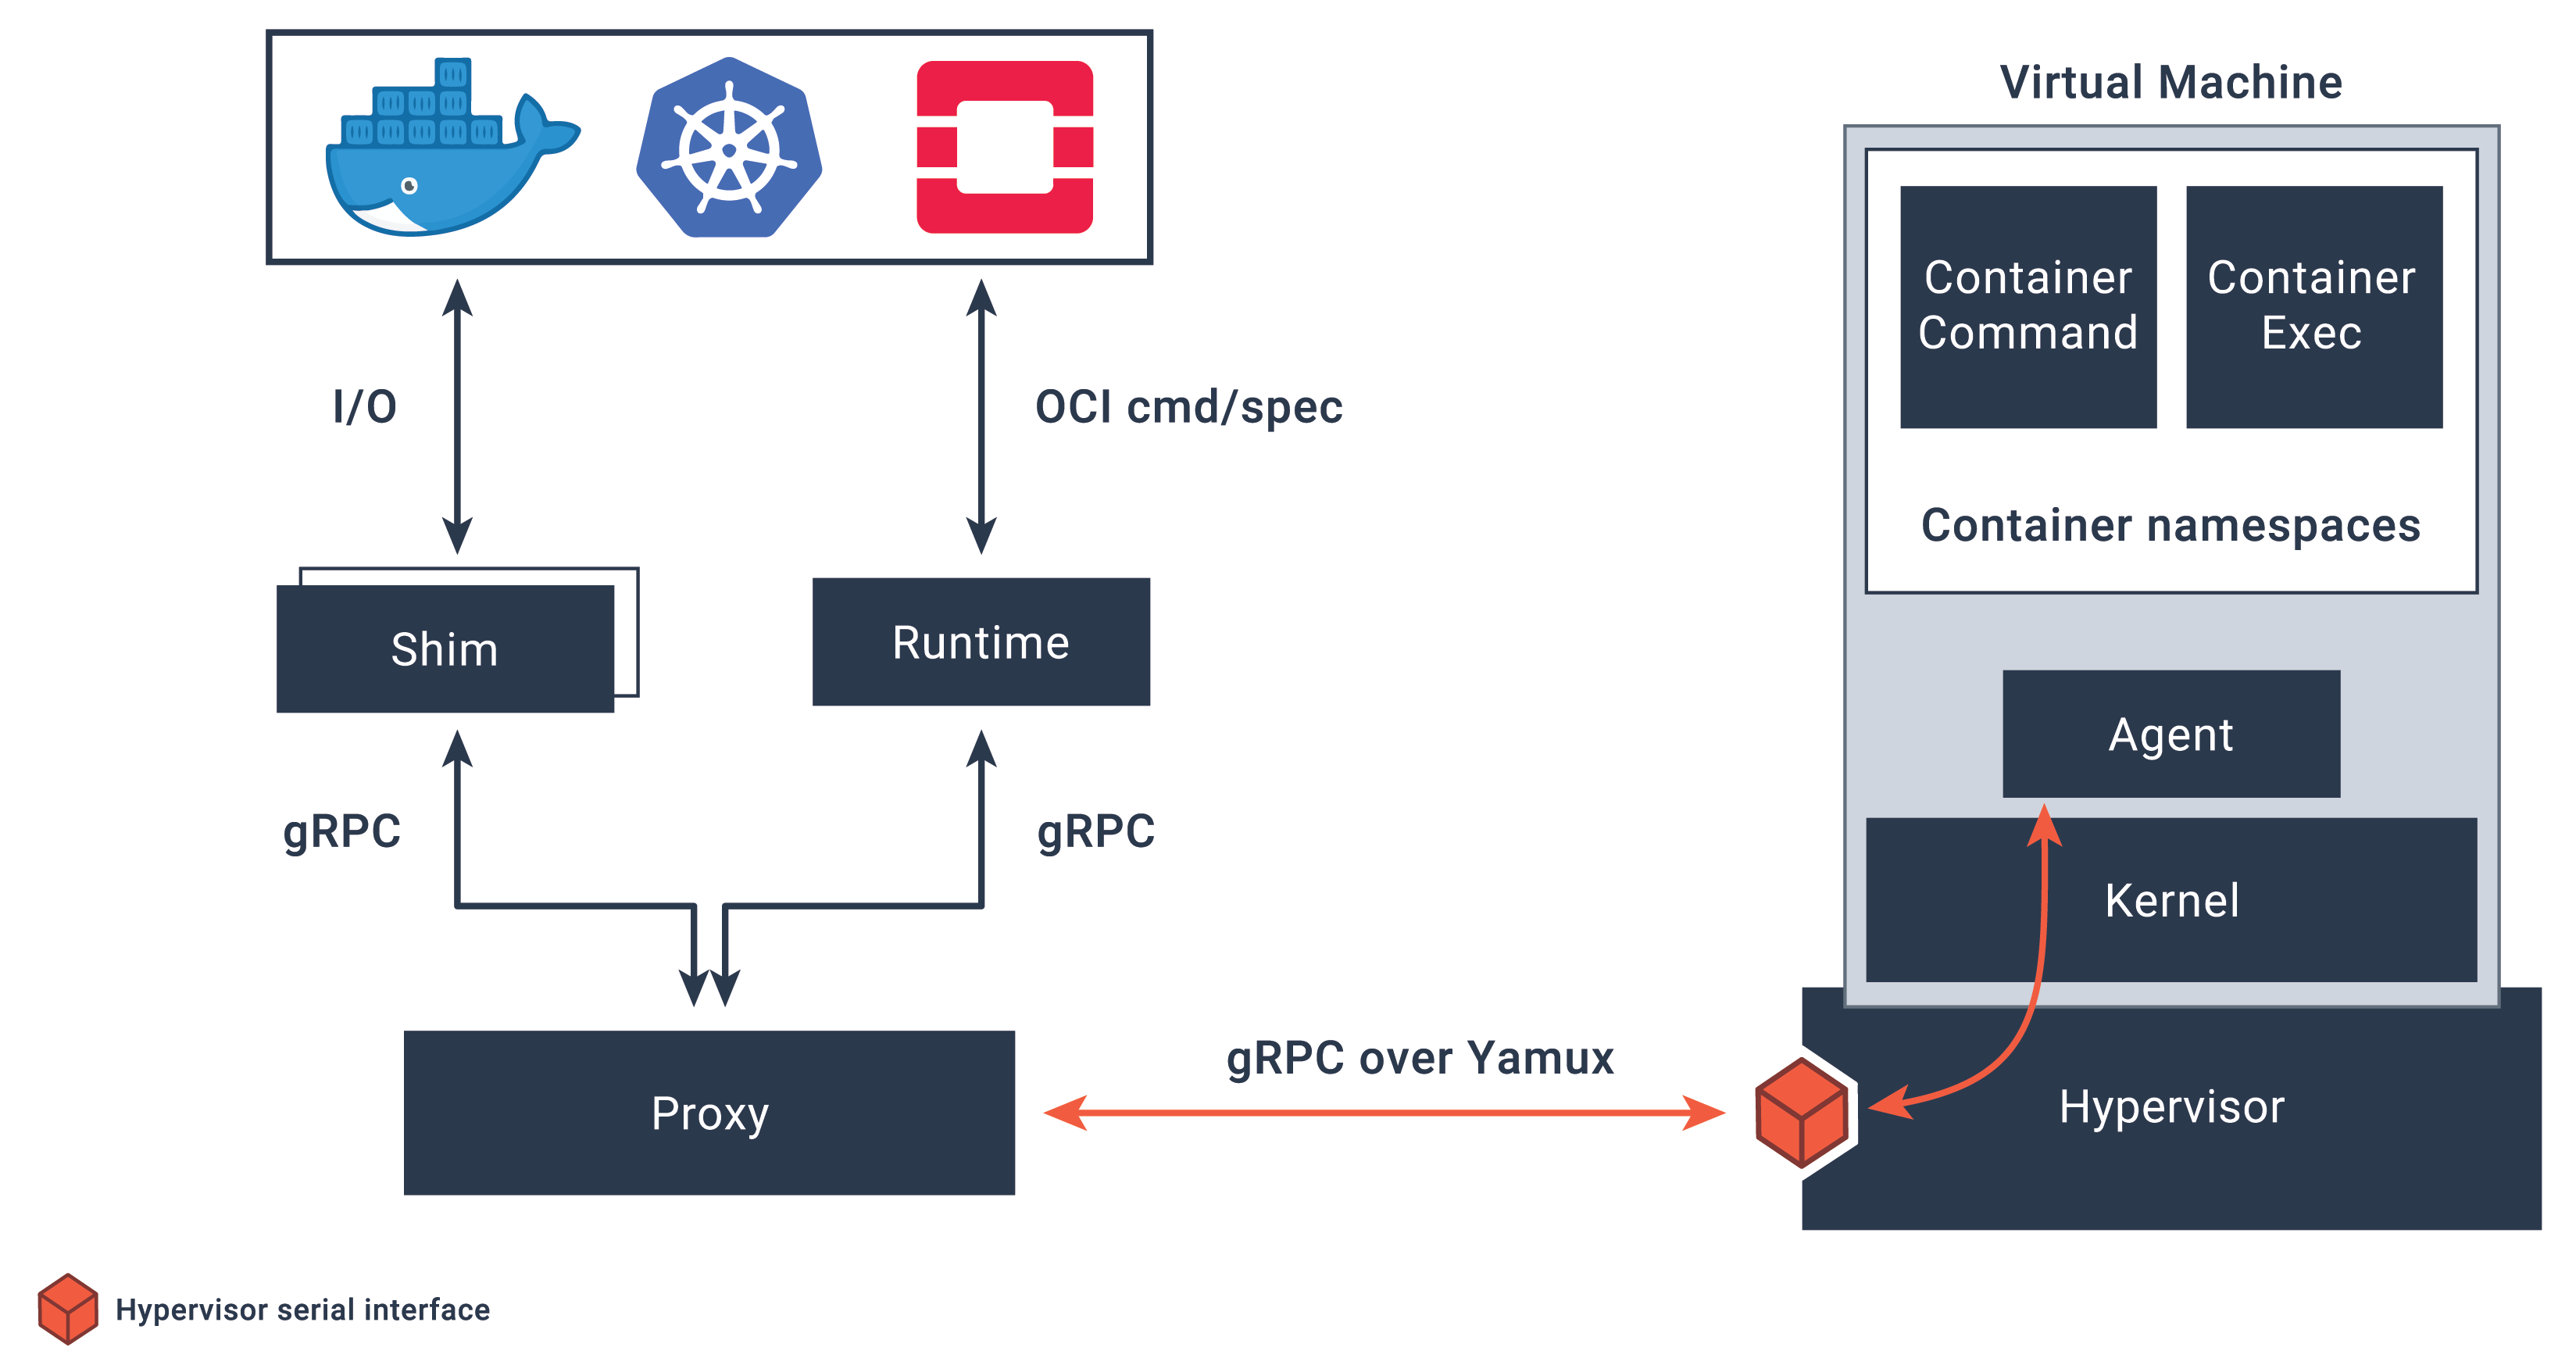 Virtual Machine
Container
Command
Container
Exec
I/O
OCI cmd/spec
Container namespaces
Shim
Runtime
Agent
gRPC
gRPC
Kernel
gRPC over Yamux
Proxy
Hypervisor
Hypervisor serial interface